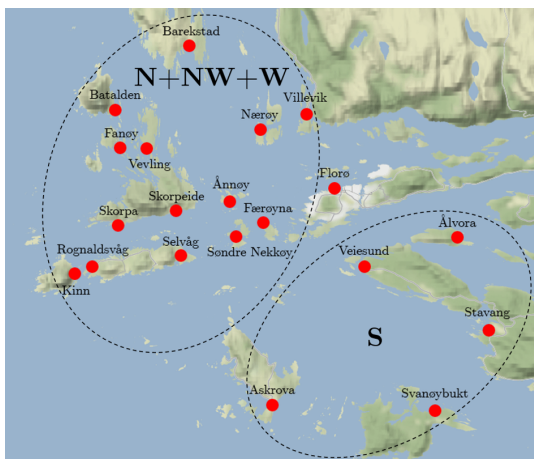 Barekstad
N+NW+W
Batalden
Villevik
Nærøy
Fanøy
Vevling
Florø
Ånnøy
Skorpeide
Skorpa
Færøyna
Ålvora
Søndre Nekkøy
Selvåg
Rognaldsvåg
Veiesund
Kinn
Stavang
S
Askrova
Svanøybukt